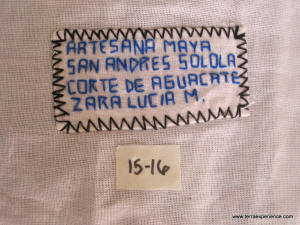 ARTESANA MAYA
SAN ANDRES SOLOLA
CORTE DE AGUACATE
ZARA LUCIA M.
15-16
www.terraexperience.com